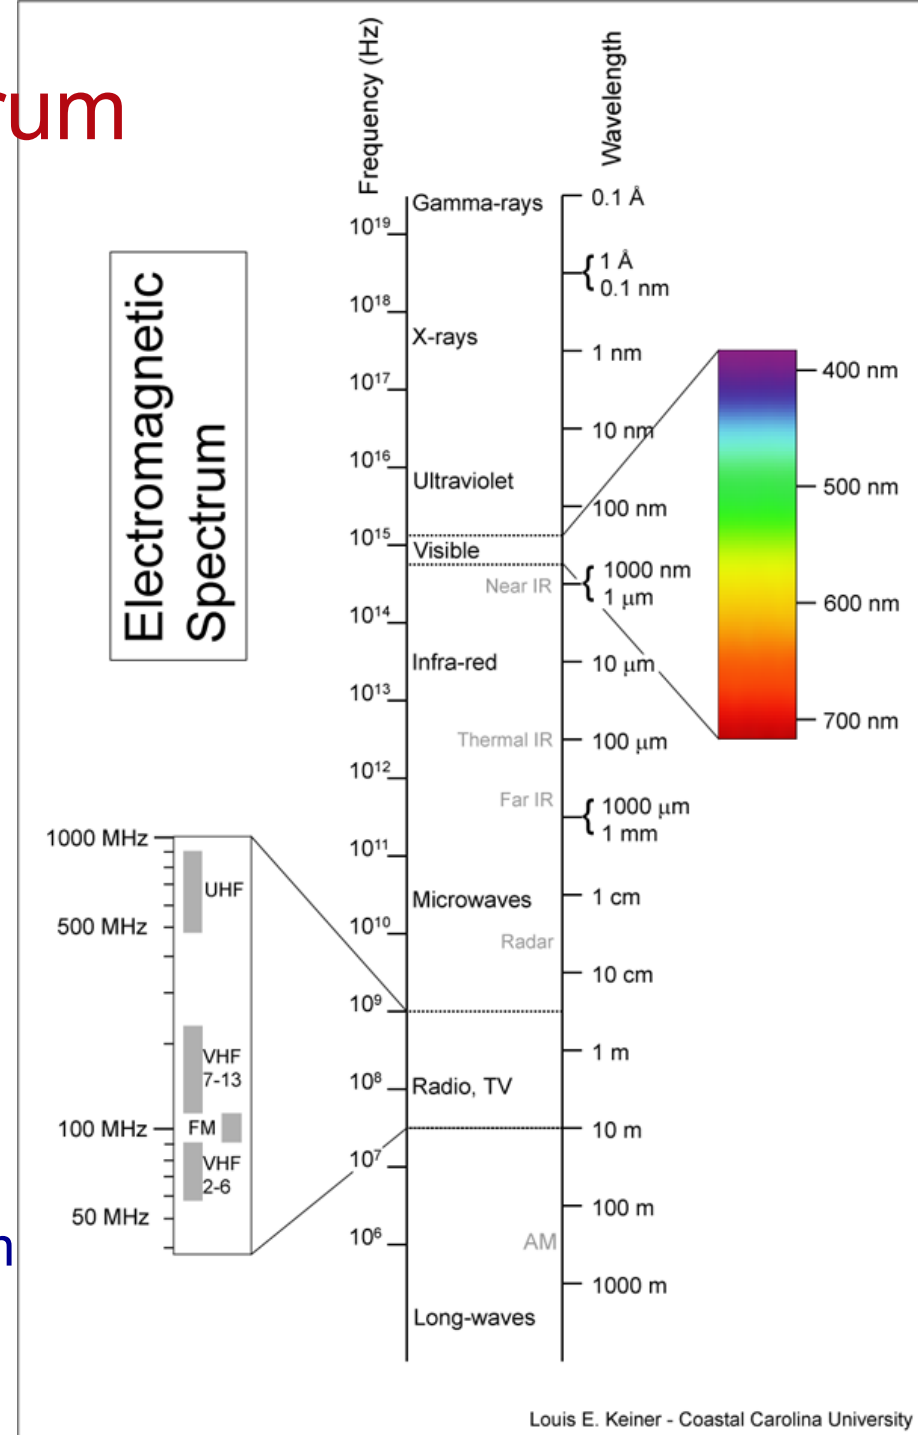 rum
Electromagnetic
Spectrum
Frequency (Hz)
Wavelength
10¹⁹
10¹⁸
10¹⁷
10¹⁶
10¹⁵
10¹⁴
10¹³
10¹²
10¹¹
10¹⁰
10⁹
10⁸
10⁷
10⁶
Gamma-rays
X-rays
Ultraviolet
Visible
Near IR
Infra-red
Thermal IR
Far IR
Microwaves
Radar
Radio, TV
AM
Long-waves
0.1 Å
1 Å
0.1 nm
1 nm
10 nm
100 nm
1000 nm
1 μm
10 μm
100 μm
1000 μm
1 mm
1 cm
10 cm
1 m
10 m
100 m
1000 m
400 nm
500 nm
600 nm
700 nm
1000 MHz
500 MHz
100 MHz
50 MHz
UHF
VHF
7-13
FM
VHF
2-6
n
Louis E. Keiner - Coastal Carolina University